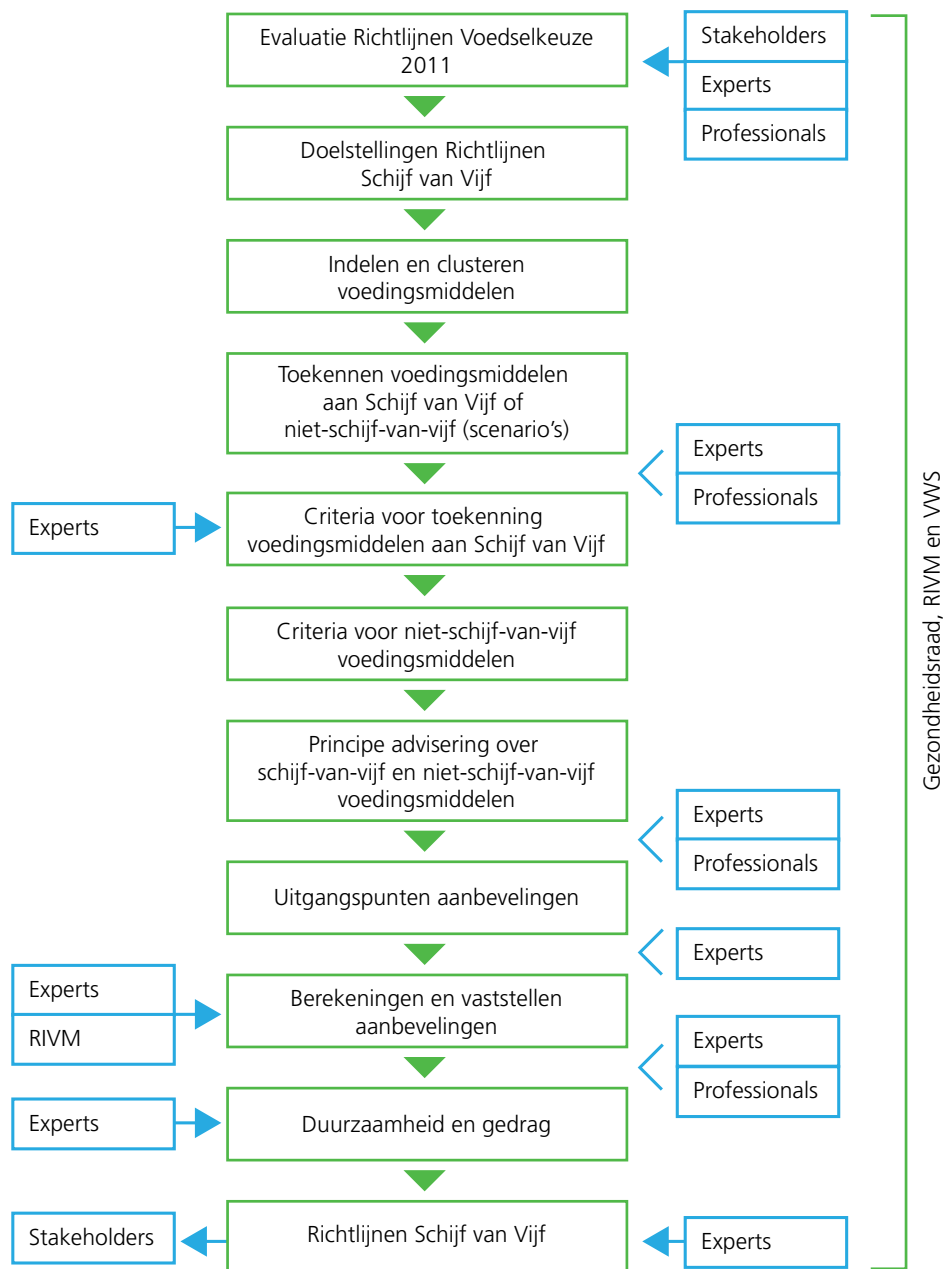 Evaluatie Richtlijnen Voedselkeuze
2011
Stakeholders
Experts
Professionals
Doelstellingen Richtlijnen
Schijf van Vijf
Indelen en clusteren
voedingsmiddelen
Toekennen voedingsmiddelen
aan Schijf van Vijf of
niet-schijf-van-vijf (scenario's)
Experts
Professionals
Experts
Criteria voor toekenning
voedingsmiddelen aan Schijf van Vijf
Criteria voor niet-schijf-van-vijf
voedingsmiddelen
Principe advisering over
schijf-van-vijf en niet-schijf-van-vijf
voedingsmiddelen
Experts
Professionals
Uitgangspunten aanbevelingen
Experts
Experts
RIVM
Berekeningen en vaststellen
aanbevelingen
Experts
Professionals
Experts
Duurzaamheid en gedrag
Stakeholders
Richtlijnen Schijf van Vijf
Experts
Gezondheidsraad, RIVM en VWS